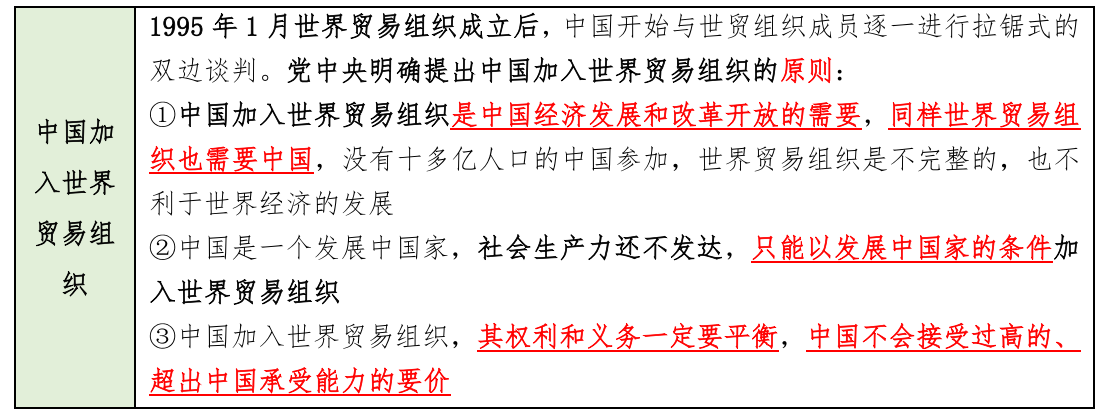 中国加
入世界
贸易组
织
1995 年 1 月世界贸易组织成立后，中国开始与世贸组织成员逐一进行拉锯式的
双边谈判。党中央明确提出中国加入世界贸易组织的原则：
①中国加入世界贸易组织是中国经济发展和改革开放的需要，同样世界贸易组
织也需要中国，没有十多亿人口的中国参加，世界贸易组织是不完整的，也不
利于世界经济的发展
②中国是一个发展中国家，社会生产力还不发达，只能以发展中国家的条件加
入世界贸易组织
③中国加入世界贸易组织，其权利和义务一定要平衡，中国不会接受过高的、
超出中国承受能力的要价